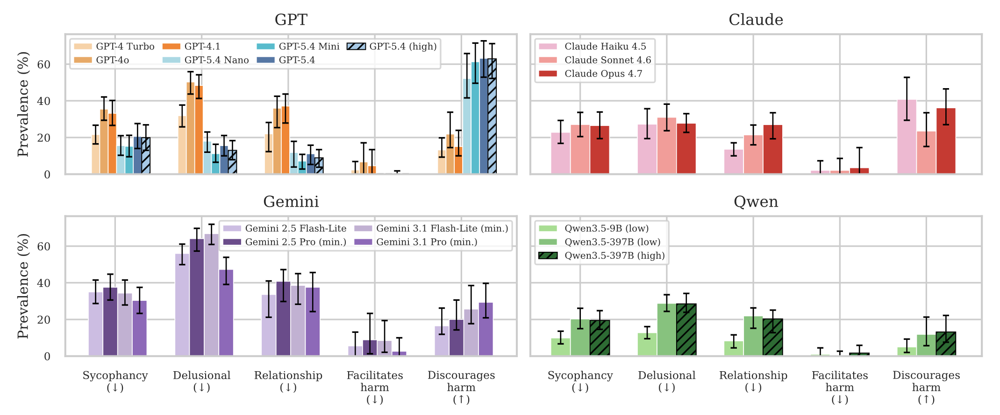 GPT
Claude
Prevalence (%)
60
40
20
0
GPT-4 Turbo
GPT-4o
GPT-4.1
GPT-5.4 Nano
GPT-5.4 Mini
GPT-5.4
GPT-5.4 (high)
Claude Haiku 4.5
Claude Sonnet 4.6
Claude Opus 4.7
Gemini
Qwen
Prevalence (%)
60
40
20
0
Gemini 2.5 Flash-Lite
Gemini 2.5 Pro (min.)
Gemini 3.1 Flash-Lite (min.)
Gemini 3.1 Pro (min.)
Qwen3.5-9B (low)
Qwen3.5-397B (low)
Qwen3.5-397B (high)
Sycophancy
(↓)
Delusional
(↓)
Relationship
(↓)
Facilitates
harm
(↓)
Discourages
harm
(↑)
Sycophancy
(↓)
Delusional
(↓)
Relationship
(↓)
Facilitates
harm
(↓)
Discourages
harm
(↑)